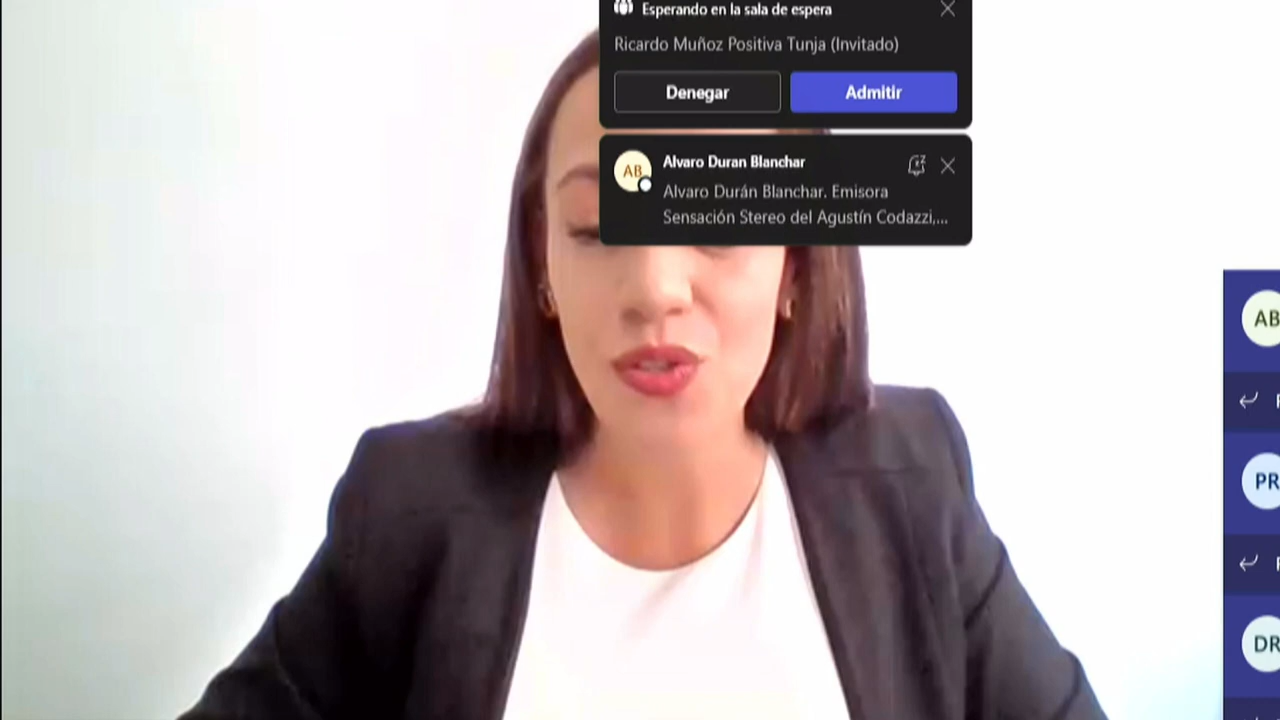 Esperando en la sala de espera
Ricardo Muñoz Positiva Tunja (Invitado)
Denegar
Admitir
AB
Alvaro Duran Blanchar
Alvaro Durán Blanchar. Emisora
Sensación Stereo del Agustín Codazzi,...
AB
PR
DR